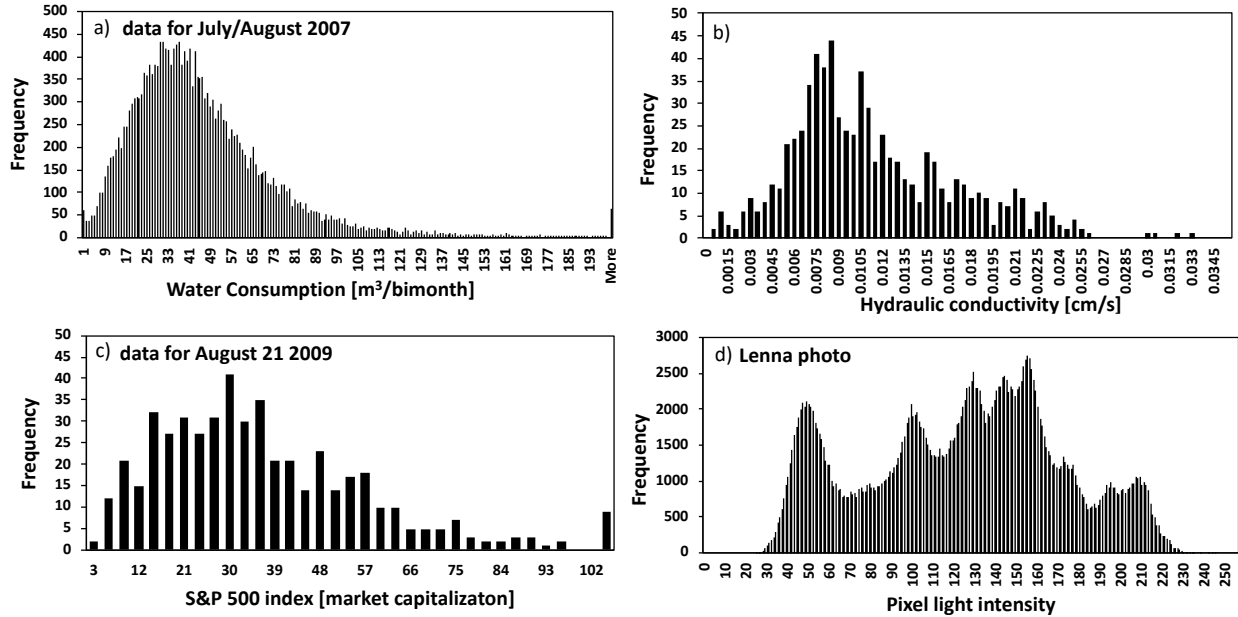 a) data for July/August 2007
Frequency
500
450
400
350
300
250
200
150
100
50
0
1 9 17 25 33 41 49 57 65 73 81 89 97 105 113 121 129 137 145 153 161 169 177 185 193 More
Water Consumption [m³/bimonth]
b)
Frequency
50
45
40
35
30
25
20
15
10
5
0
0 0.0015 0.003 0.0045 0.006 0.0075 0.009 0.0105 0.012 0.0135 0.015 0.0165 0.018 0.0195 0.021 0.0225 0.024 0.0255 0.027 0.0285 0.03 0.0315 0.033 0.0345
Hydraulic conductivity [cm/s]
c) data for August 21 2009
Frequency
50
45
40
35
30
25
20
15
10
5
0
3 12 21 30 39 48 57 66 75 84 93 102
S&P 500 index [market capitalizaton]
d) Lenna photo
Frequency
3000
2500
2000
1500
1000
500
0
0 10 20 30 40 50 60 70 80 90 100 110 120 130 140 150 160 170 180 190 200 210 220 230 240 250
Pixel light intensity